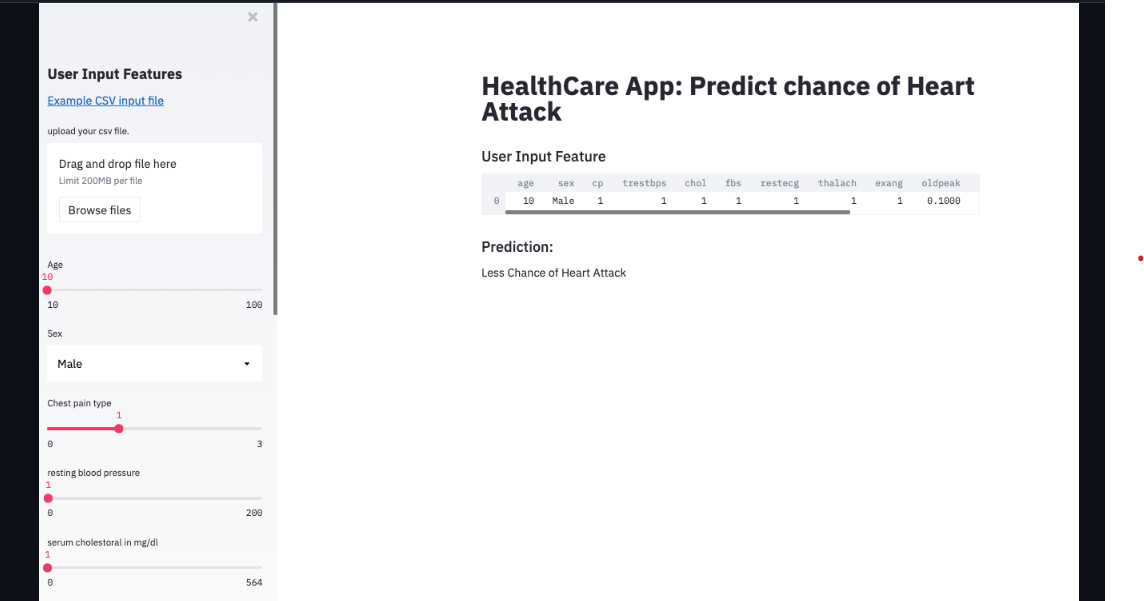 ×
User Input Features
Example CSV input file
upload your csv file.
Drag and drop file here
Limit 200MB per file
Browse files
Age
10
10 100
Sex
Male
Chest pain type
1
0 3
resting blood pressure
1
0 200
serum cholestoral in mg/dl
1
0 564
HealthCare App: Predict chance of Heart
Attack
User Input Feature
age sex cp trestbps chol fbs restecg thalach exang oldpeak
0 10 Male 1 1 1 1 1 1 1 0.1000
Prediction:
Less Chance of Heart Attack